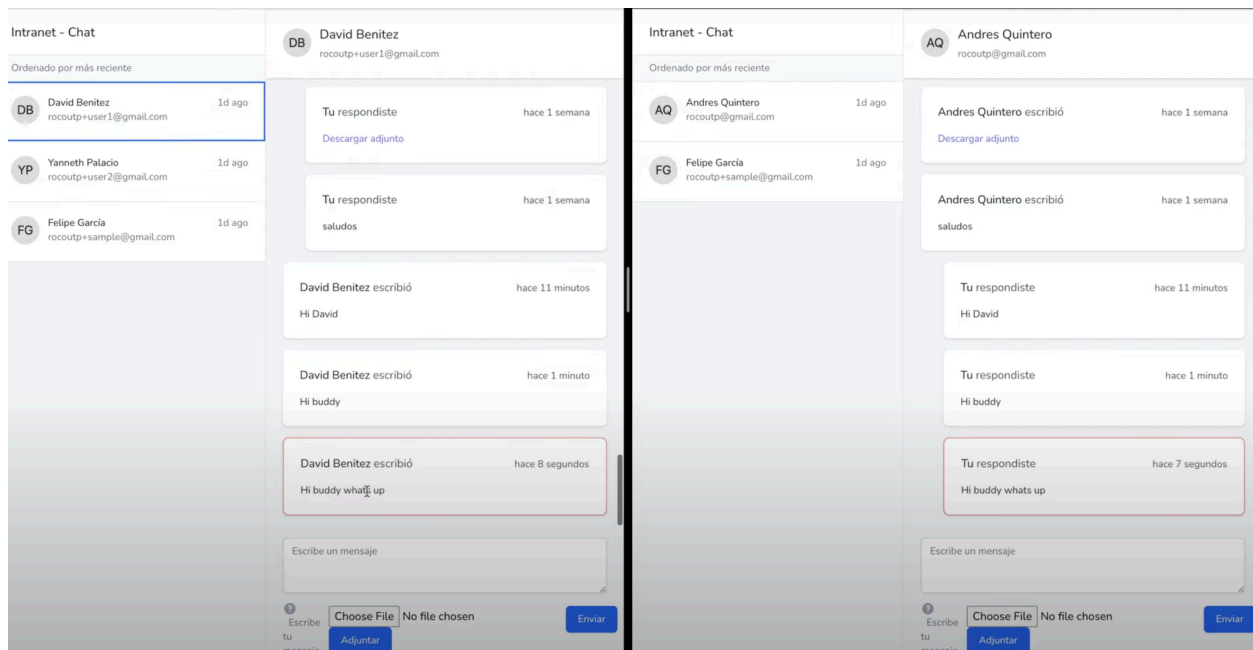 Intranet - Chat
Ordenado por más reciente
DB
David Benitez
1d ago
rocoutp+user1@gmail.com
YP
Yanneth Palacio
1d ago
rocoutp+user2@gmail.com
FG
Felipe García
1d ago
rocoutp+sample@gmail.com
DB
David Benitez
rocoutp+user1@gmail.com
Tu respondiste
hace 1 semana
Descargar adjunto
Tu respondiste
hace 1 semana
saludos
David Benitez escribió
hace 11 minutos
Hi David
David Benitez escribió
hace 1 minuto
Hi buddy
David Benitez escribió
hace 8 segundos
Hi buddy whats up
Escribe un mensaje
?
Escribe
tu
Choose File No file chosen
Adjuntar
Enviar
Intranet - Chat
Ordenado por más reciente
AQ
Andres Quintero
1d ago
rocoutp@gmail.com
FG
Felipe García
1d ago
rocoutp+sample@gmail.com
AQ
Andres Quintero
rocoutp@gmail.com
Andres Quintero escribió
hace 1 semana
Descargar adjunto
Andres Quintero escribió
hace 1 semana
saludos
Tu respondiste
hace 11 minutos
Hi David
Tu respondiste
hace 1 minuto
Hi buddy
Tu respondiste
hace 7 segundos
Hi buddy whats up
Escribe un mensaje
?
Escribe
tu
Choose File No file chosen
Adjuntar
Enviar